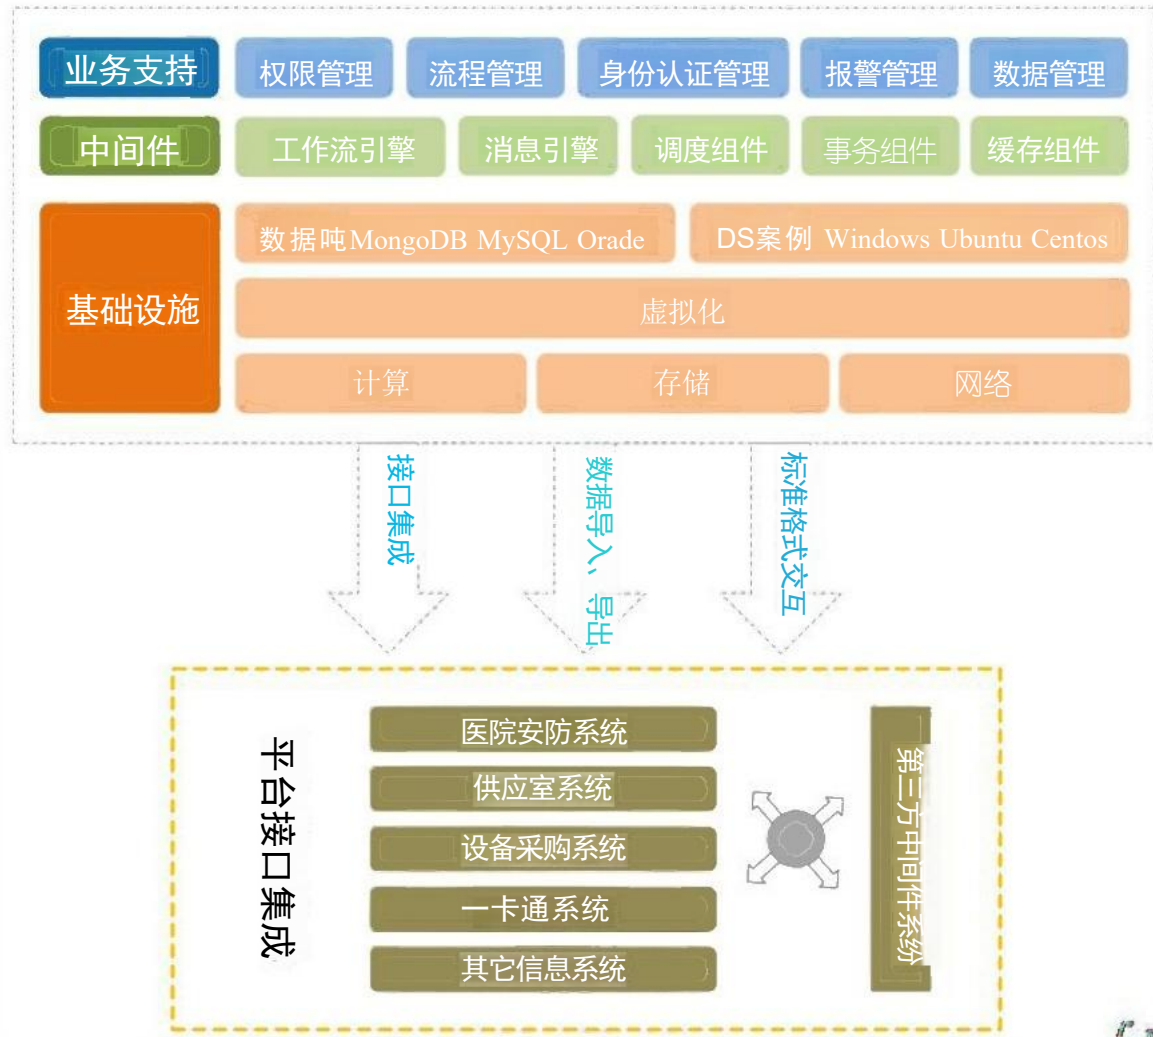 业务支持
权限管理
流程管理
身份认证管理
报警管理
数据管理
中间件
工作流引擎
消息引擎
调度组件
事务组件
缓存组件
基础设施
数据吨MongoDB MySQL Orade
DS案例 Windows Ubuntu Centos
虚拟化
计算
存储
网络
接口集成
数据导入、导出
标准格式交互
平台接口集成
医院安防系统
供应室系统
设备采购系统
一卡通系统
其它信息系统
第三方中间件系纺